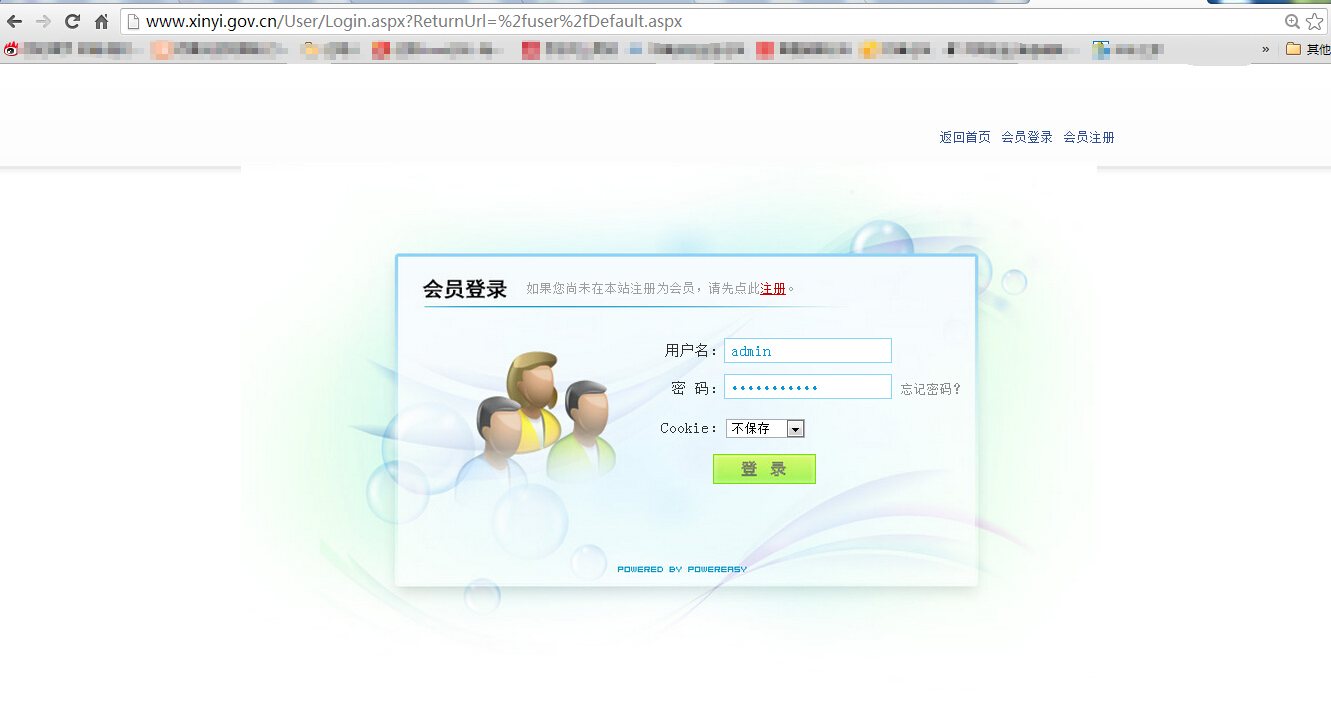 www.xinyi.gov.cn/User/Login.aspx?ReturnUrl=%2fuser%2fDefault.aspx
» 其他
返回首页 会员登录 会员注册
会员登录 如果您尚未在本站注册为会员，请先点此注册。
用户名： admin
密 码： ••••••••••• 忘记密码？
Cookie： 不保存
登 录
POWERED BY POWEREASY